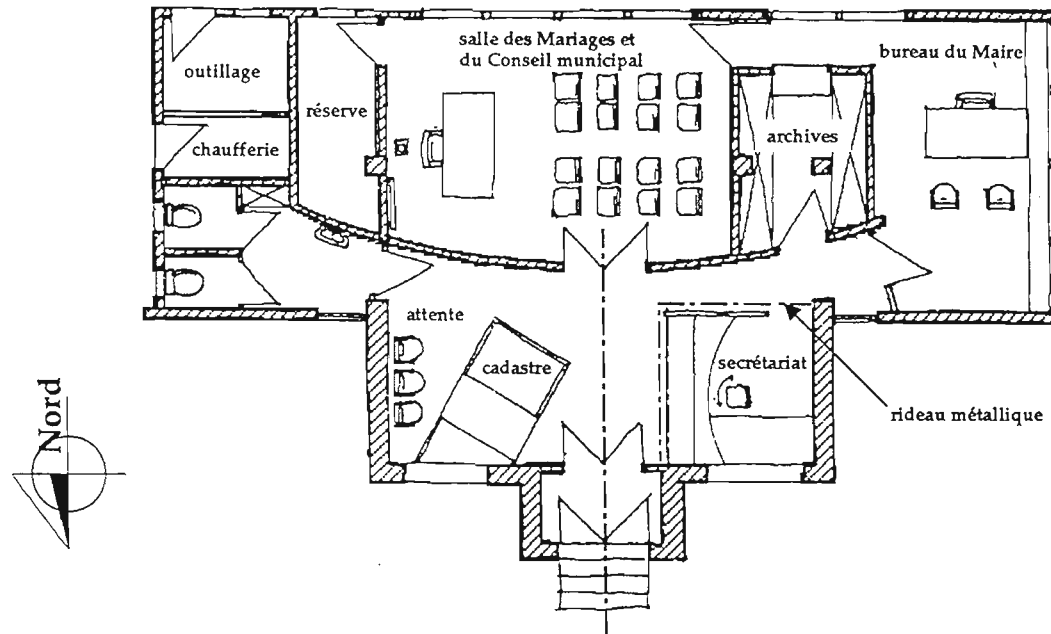 salle des Mariages et
du Conseil municipal
bureau du Maire
outillage
réserve
archives
chaufferie
attente
cadastre
secrétariat
rideau métallique
Nord